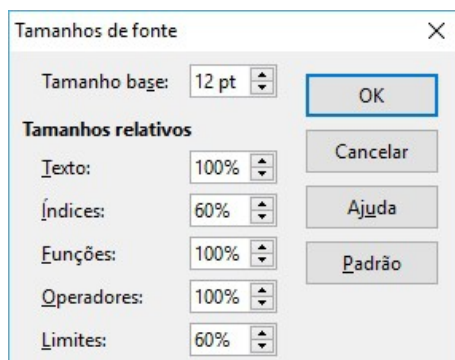 Tamanhos de fonte
Tamanho base: 12 pt
OK
Tamanhos relativos
Cancelar
Texto: 100%
Índices: 60%
Ajuda
Funções: 100%
Padrão
Operadores: 100%
Limites: 60%